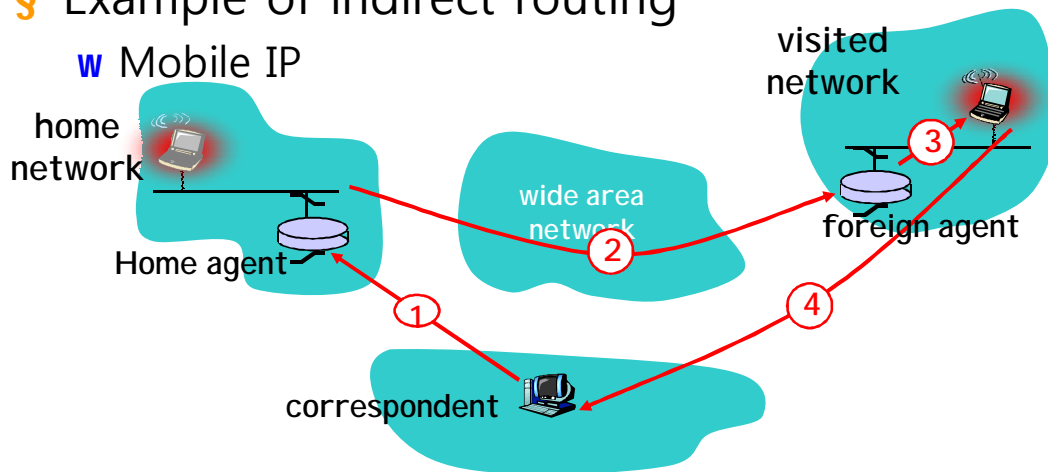 § Example of indirect routing
w Mobile IP
home
network
visited
network
wide area
network
Home agent
foreign agent
correspondent
1
2
3
4